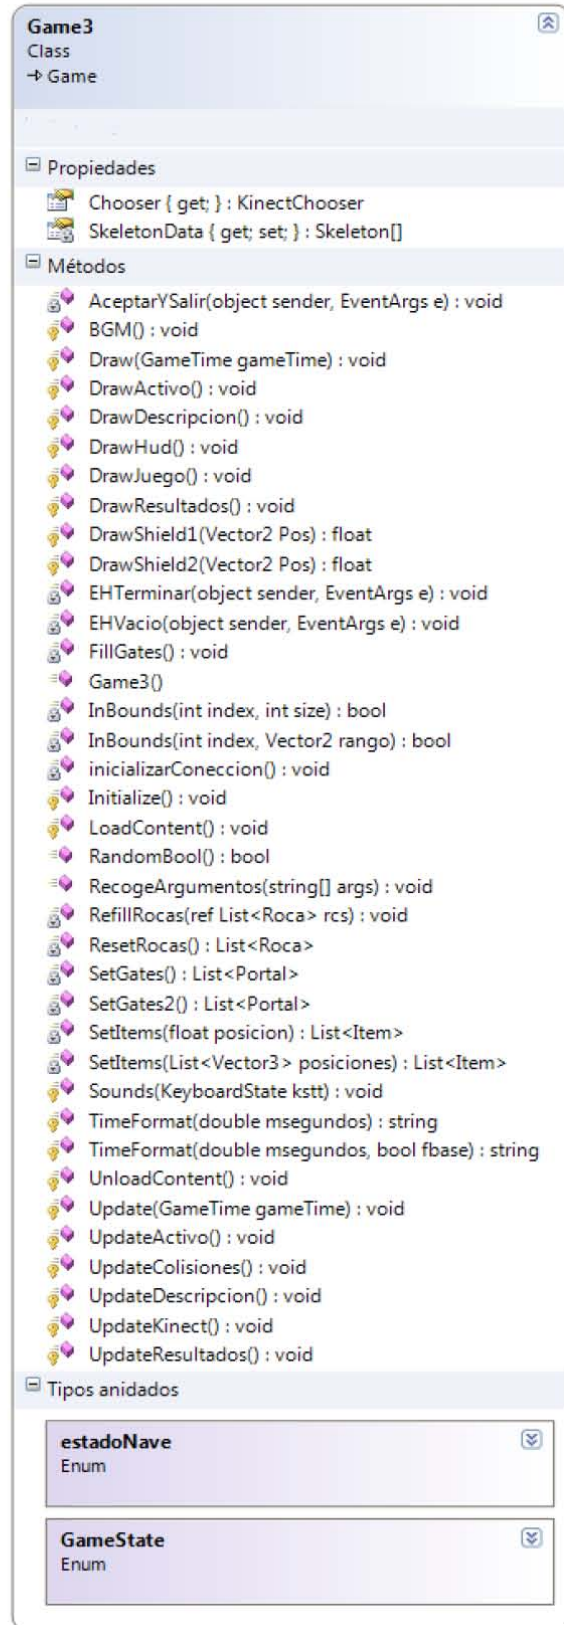 Game3
Class
Game
Propiedades
Chooser { get; } : KinectChooser
SkeletonData { get; set; } : Skeleton[]
Métodos
AceptarYSalir(object sender, EventArgs e) : void
BGM() : void
Draw(GameTime gameTime) : void
DrawActivo() : void
DrawDescripcion() : void
DrawHud() : void
DrawJuego() : void
DrawResultados() : void
DrawShield1(Vector2 Pos) : float
DrawShield2(Vector2 Pos) : float
EHTerminar(object sender, EventArgs e) : void
EHVacio(object sender, EventArgs e) : void
FillGates() : void
Game3()
InBounds(int index, int size) : bool
InBounds(int index, Vector2 rango) : bool
inicializarConeccion() : void
Initialize() : void
LoadContent() : void
RandomBool() : bool
RecogeArgumentos(string[] args) : void
RefillRocas(ref List<Roca> rcs) : void
ResetRocas() : List<Roca>
SetGates() : List<Portal>
SetGates2() : List<Portal>
SetItems(float posicion) : List<Item>
SetItems(List<Vector3> posiciones) : List<Item>
Sounds(KeyboardState kstt) : void
TimeFormat(double msegundos) : string
TimeFormat(double msegundos, bool fbase) : string
UnloadContent() : void
Update(GameTime gameTime) : void
UpdateActivo() : void
UpdateColisiones() : void
UpdateDescripcion() : void
UpdateKinect() : void
UpdateResultados() : void
Tipos anidados
estadoNave
Enum
GameState
Enum